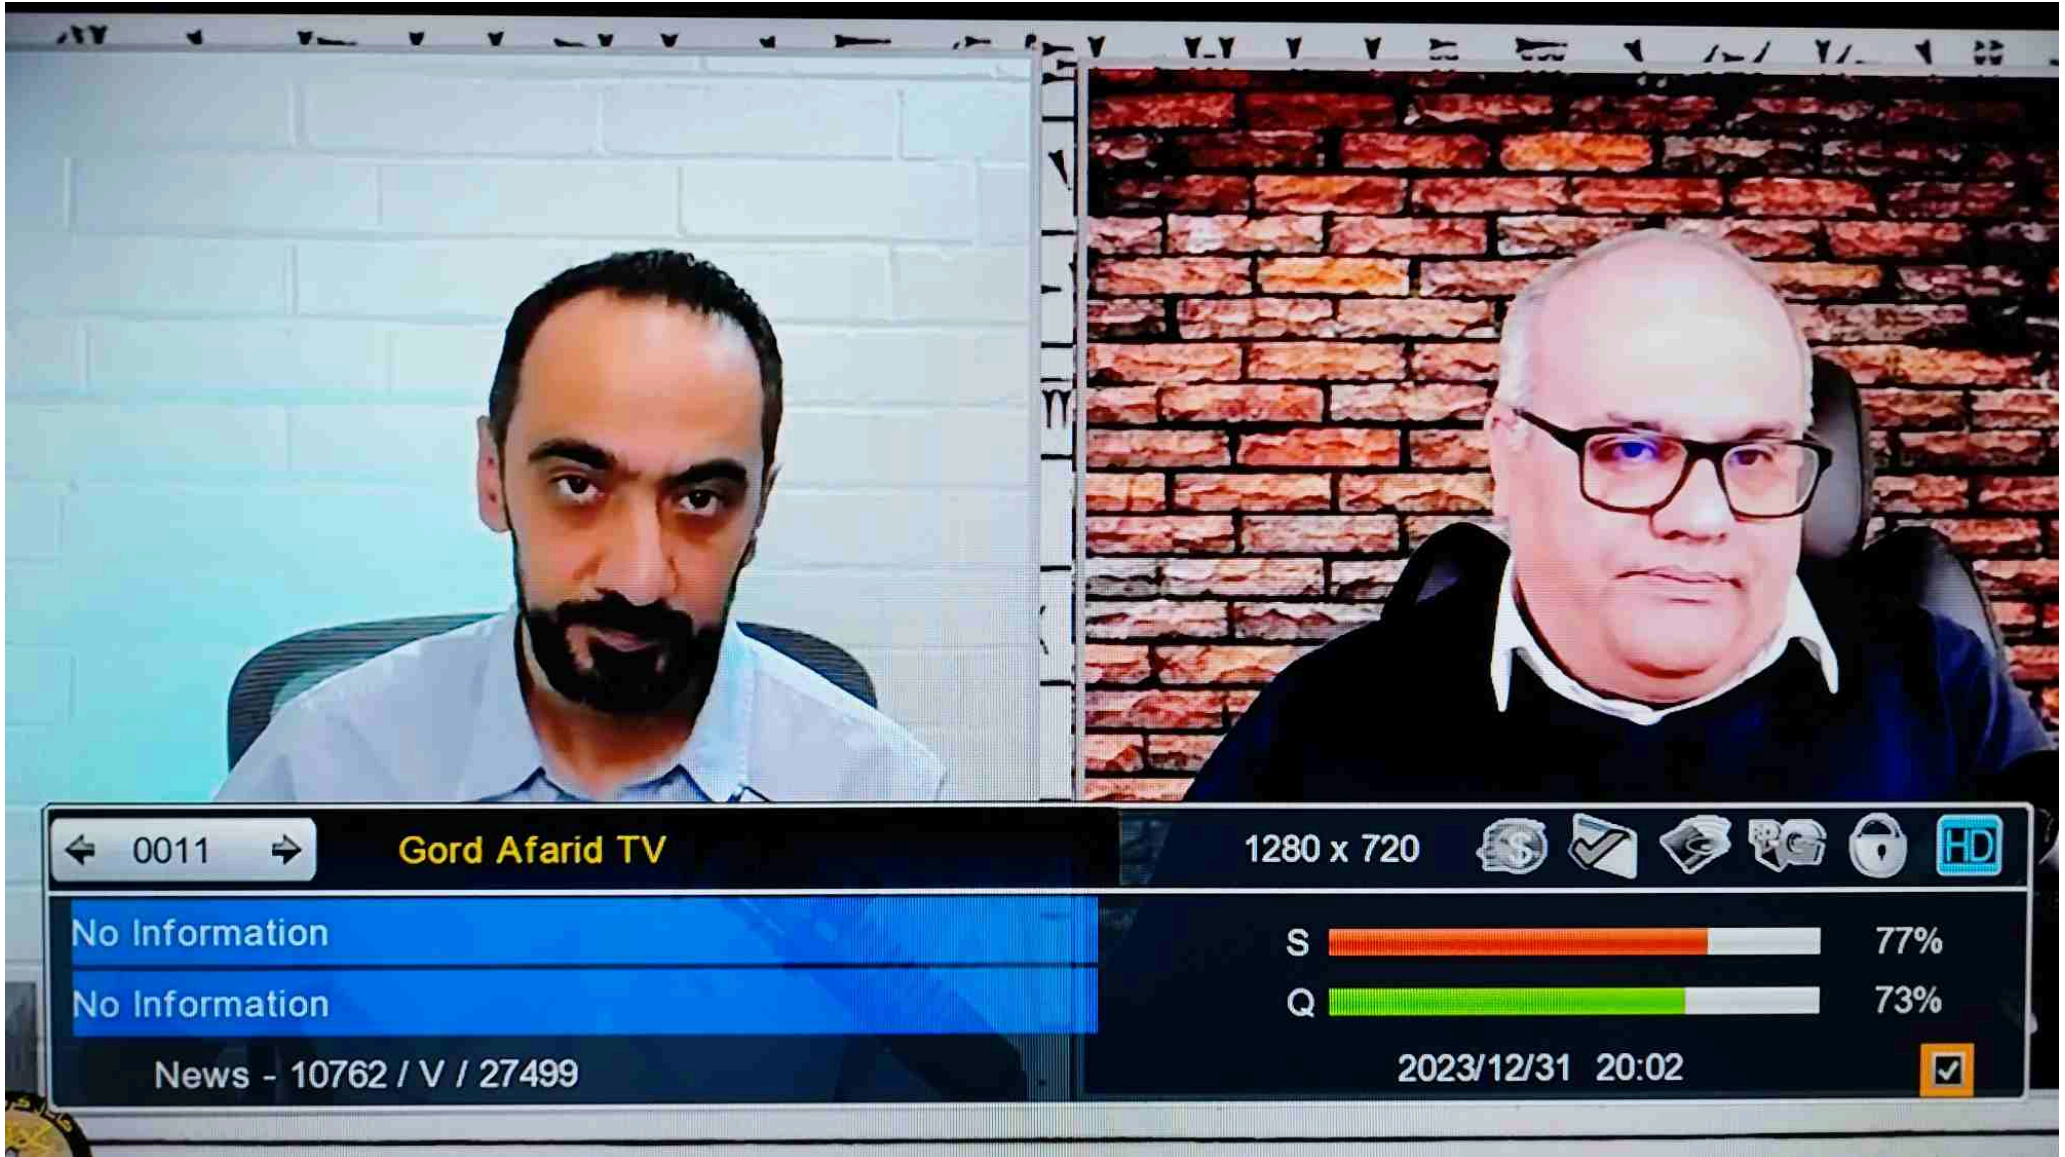 0011
Gord Afarid TV
1280 x 720
HD
No Information
No Information
S 77%
Q 73%
News - 10762 / V / 27499
2023/12/31 20:02